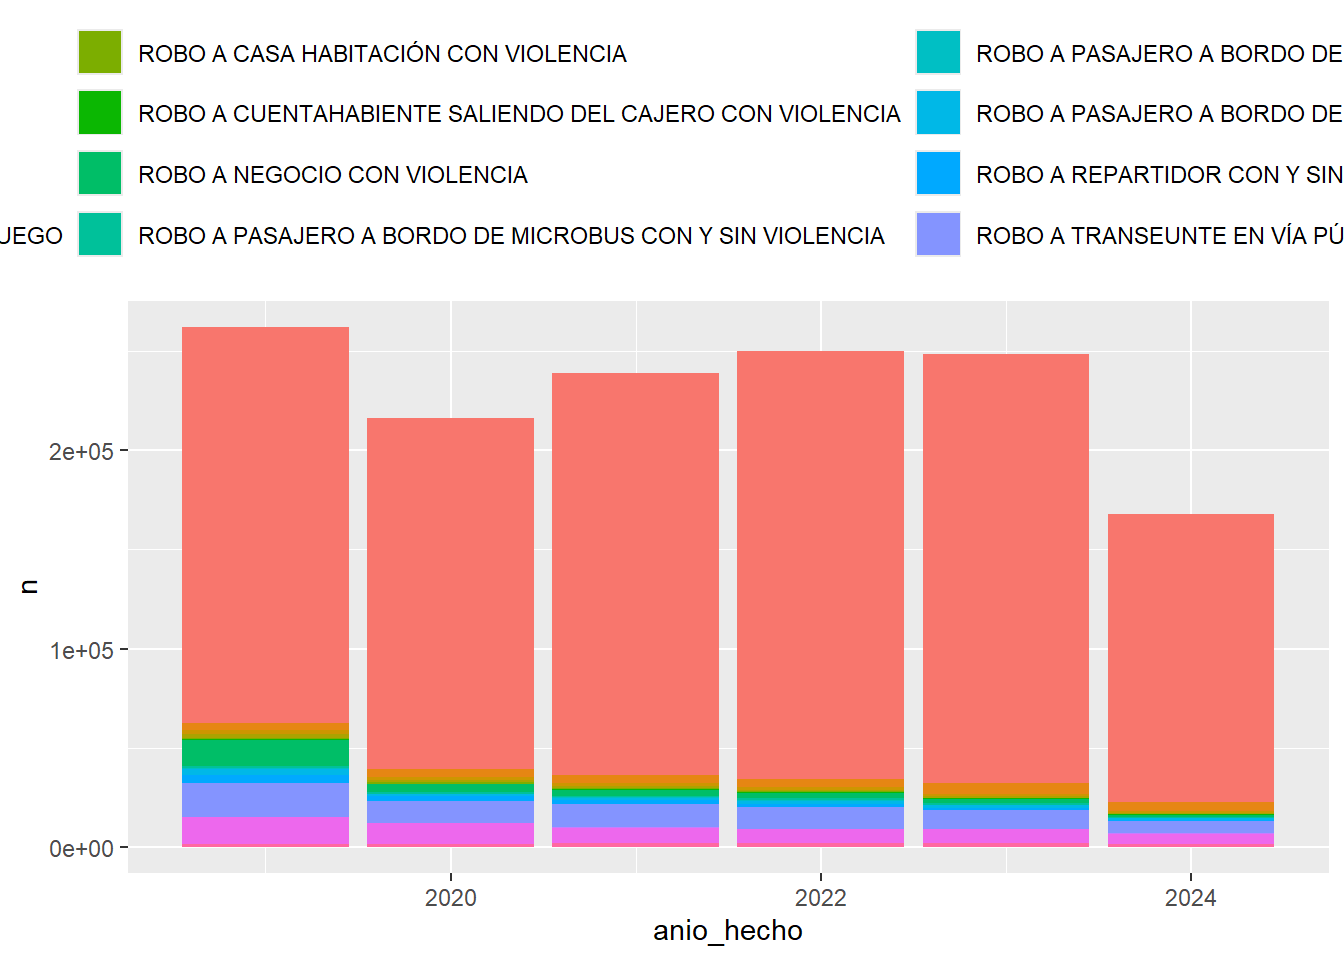 ROBO A CASA HABITACIÓN CON VIOLENCIA
ROBO A PASAJERO A BORDO DE
ROBO A CUENTAHABIENTE SALIENDO DEL CAJERO CON VIOLENCIA
ROBO A PASAJERO A BORDO DE
ROBO A NEGOCIO CON VIOLENCIA
ROBO A REPARTIDOR CON Y SIN
UEGO
ROBO A PASAJERO A BORDO DE MICROBUS CON Y SIN VIOLENCIA
ROBO A TRANSEUNTE EN VÍA PÚ
2e+05
1e+05
0e+00
n
2020
2022
2024
anio_hecho